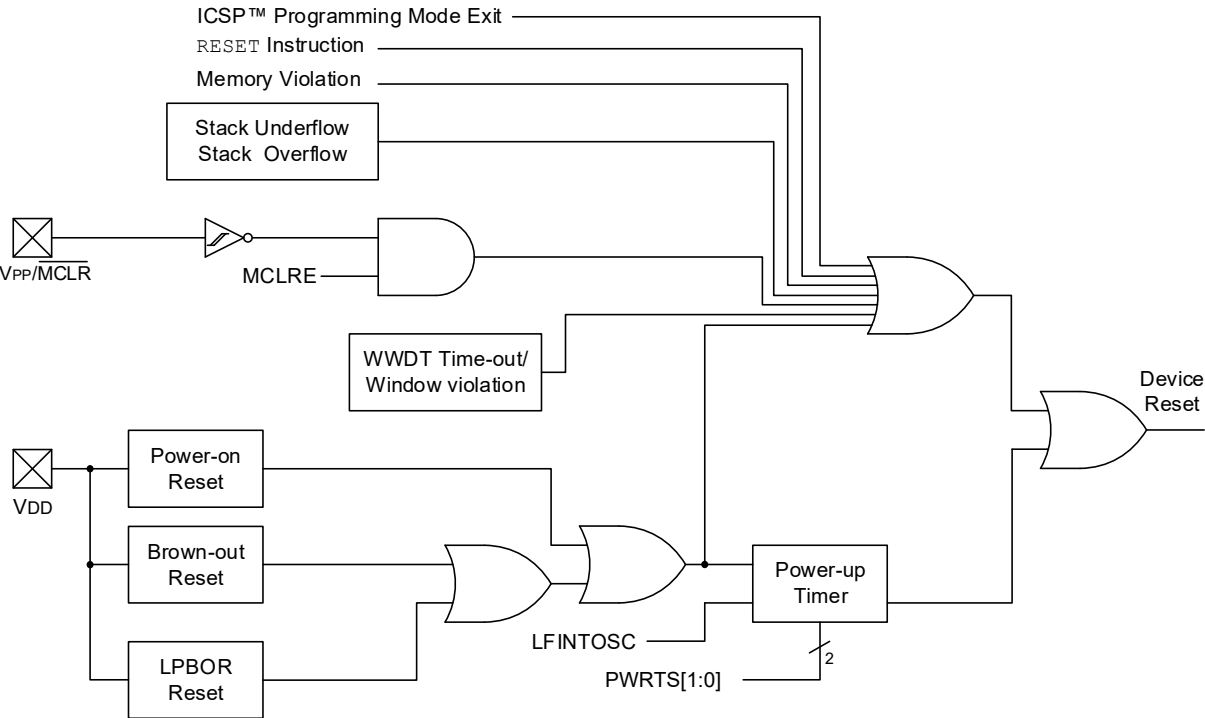 ICSP™ Programming Mode Exit
RESET Instruction
Memory Violation
Stack Underflow
Stack Overflow
VPP/MCLR
MCLRE
WWDT Time-out/
Window violation
Device
Reset
Power-on
Reset
VDD
Brown-out
Reset
Power-up
Timer
LFINTOSC
2
LPBOR
Reset
PWRTS[1:0]